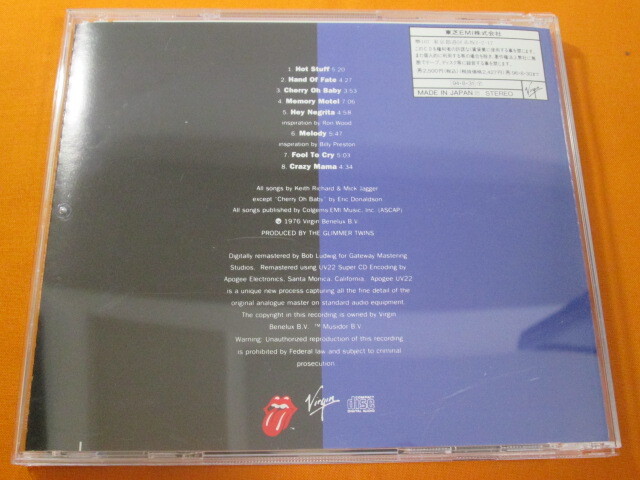 1. Hot Stuff 5:20
2. Hand Of Fate 4:27
3. Cherry Oh Baby 3:53
4. Memory Motel 7:06
5. Hey Negrita 4:58
inspiration by Ron Wood
6. Melody 5:47
inspiration by Billy Preston
7. Fool To Cry 5:03
8. Crazy Mama 4:34
All songs by Keith Richard & Mick Jagger
except "Cherry Oh Baby" by Eric Donaldson
All songs published by Colgems EMI Music, Inc. (ASCAP)
℗ 1976 Virgin Benelux B.V.
PRODUCED BY THE GLIMMER TWINS
Digitally remastered by Bob Ludwig for Gateway Mastering
Studios. Remastered using UV22 Super CD Encoding by
Apogee Electronics, Santa Monica, California. Apogee UV22
is a unique new process capturing all the fine detail of the
original analogue master on standard audio equipment.
The copyright in this recording is owned by Virgin
Benelux B.V. ™ Musidor B.V.
Warning: Unauthorized reproduction of this recording
is prohibited by Federal law and subject to criminal
prosecution.
Virgin
COMPACT
disc
DIGITAL AUDIO
東芝EMI株式会社
MADE IN JAPAN STEREO
Virgin